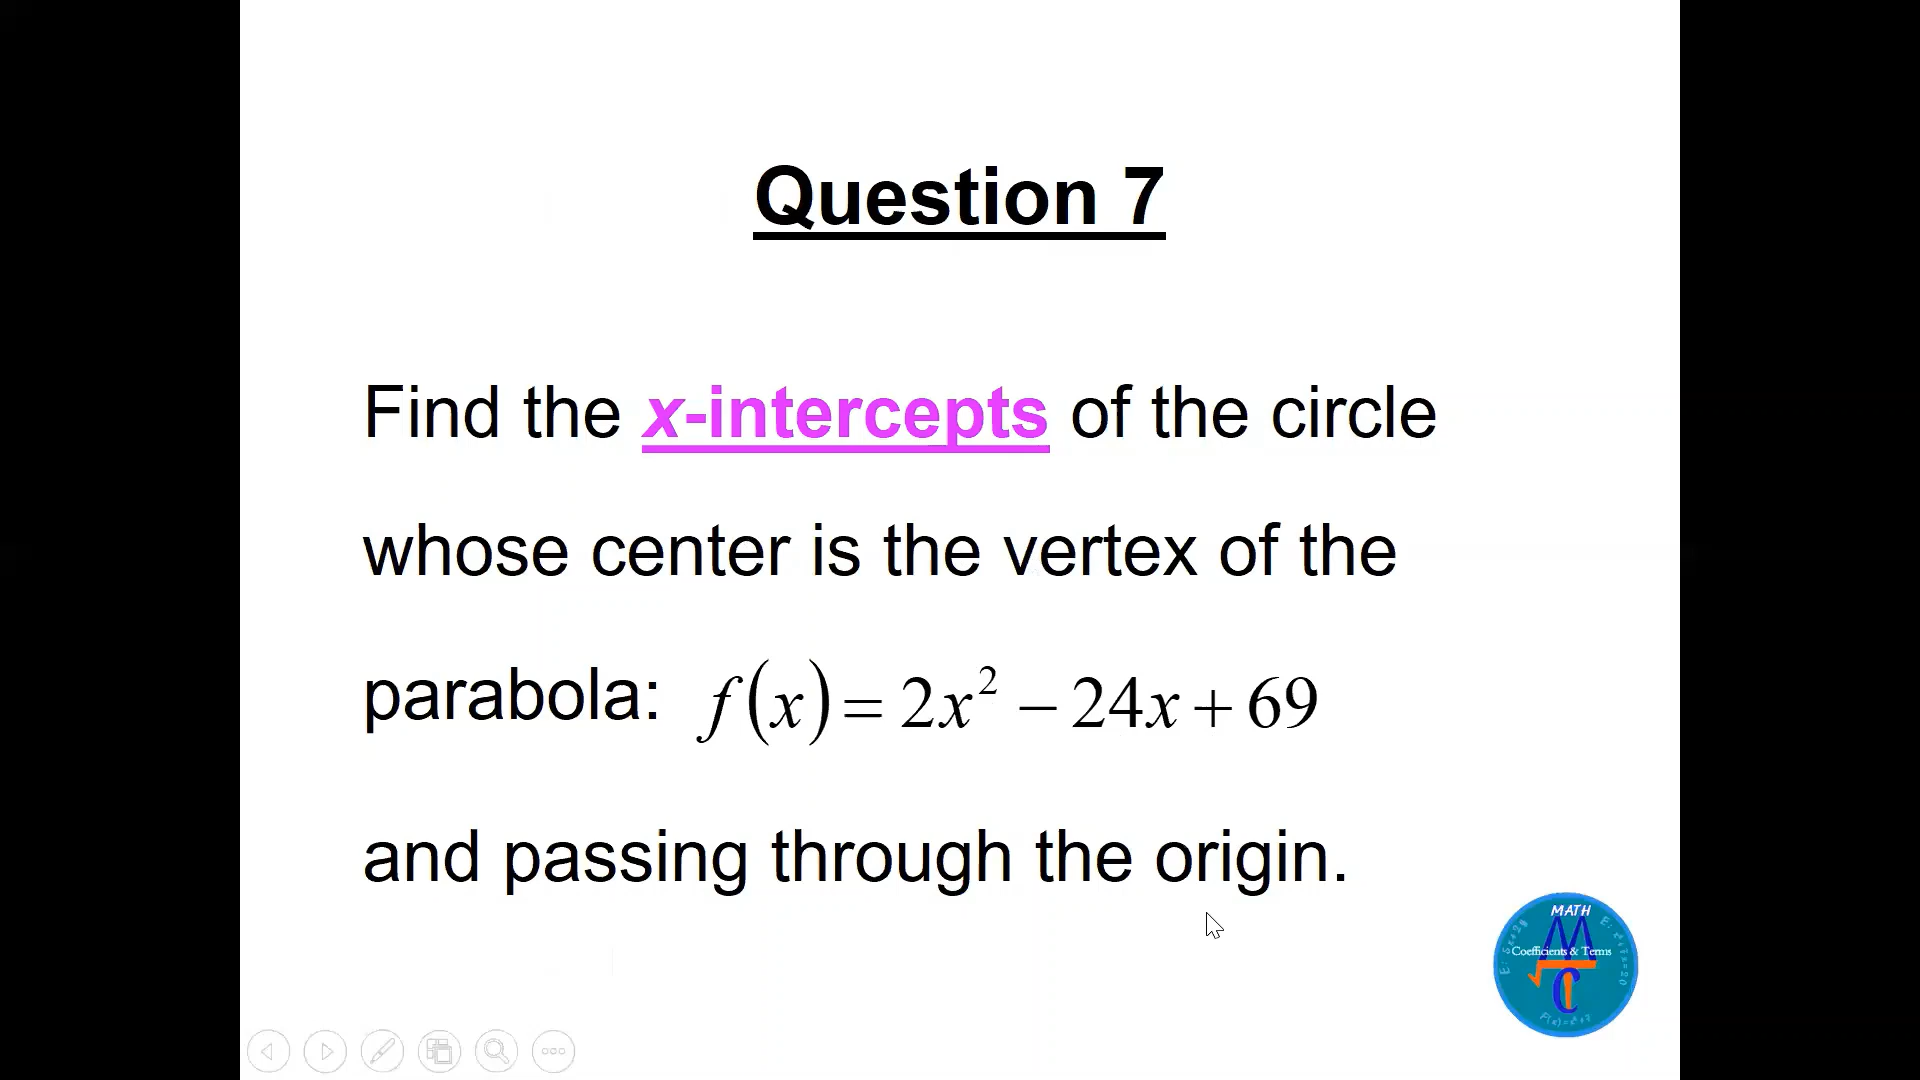 Question 7
Find the x-intercepts of the circle
whose center is the vertex of the
parabola: f(x) = 2x² − 24x + 69
and passing through the origin.
MATH
Coefficients & Terms